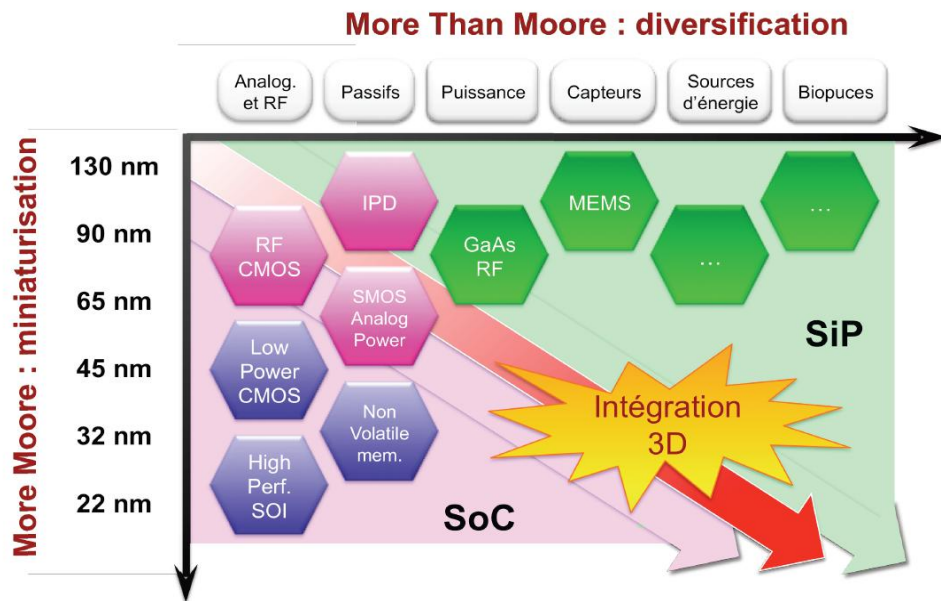 More Than Moore : diversification
Analog.
et RF
Passifs
Puissance
Capteurs
Sources
d'énergie
Biopuces
More Moore : miniaturisation
130 nm
90 nm
65 nm
45 nm
32 nm
22 nm
IPD
MEMS
...
RF
CMOS
GaAs
RF
...
SMOS
Analog
Power
Low
Power
CMOS
Non
Volatile
mem.
High
Perf.
SOI
SiP
Intégration
3D
SoC